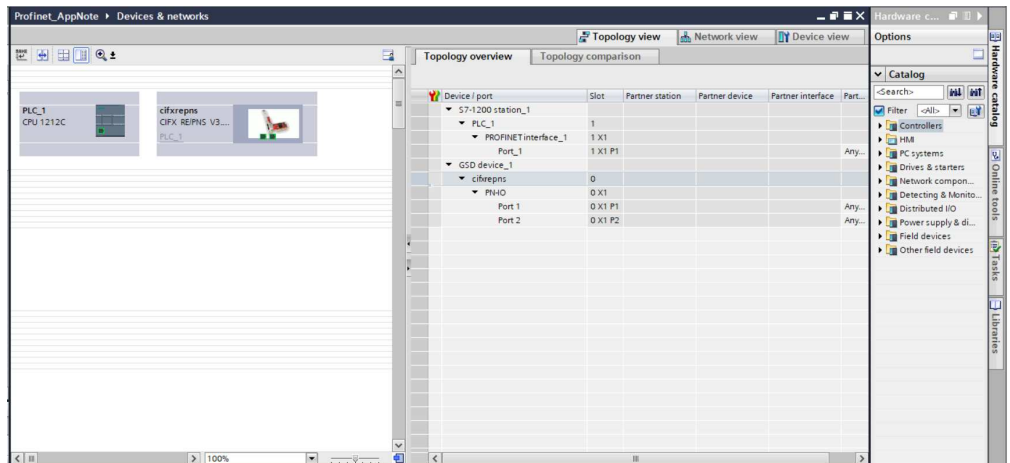 Profinet_AppNote ▸ Devices & networks
Hardware c...
Topology view
Network view
Device view
Options
Topology overview
Topology comparison
Catalog
<Search>
Filter
<All>
Controllers
HMI
PC systems
Drives & starters
Network compon...
Detecting & Monito...
Distributed I/O
Power supply & di...
Field devices
Other field devices
PLC_1
CPU 1212C
cifxrepns
CIFX RE/PNS V3....
PLC_1
Device / port Slot Partner station Partner device Partner interface Part...
S7-1200 station_1
PLC_1 1
PROFINET interface_1 1 X1
Port_1 1 X1 P1 Any...
GSD device_1
cifxrepns 0
PN-IO 0 X1
Port 1 0 X1 P1 Any...
Port 2 0 X1 P2 Any...
Hardware catalog
Online tools
Tasks
Libraries
100%